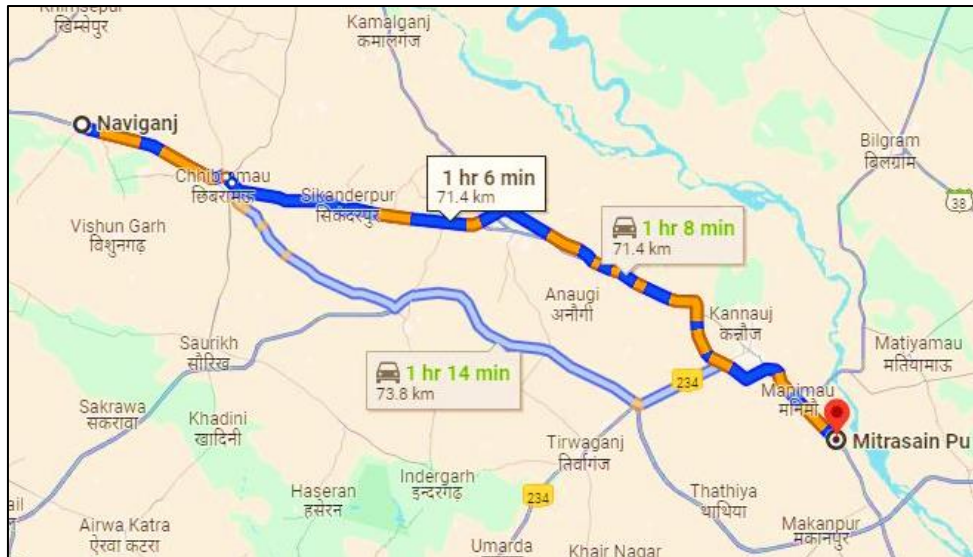 खिम्सेपुर
Kamalganj
कमालगंज
Naviganj
Bilgram
बिलग्राम
38
Chhibramau
छिबरामऊ
Sikanderpur
सिकंदरपुर
1 hr 6 min
71.4 km
Vishun Garh
विशुनगढ़
1 hr 8 min
71.4 km
Anaugi
अनौगी
Kannauj
कन्नौज
Saurikh
सौरिख
Matiyamau
मतियामऊ
1 hr 14 min
73.8 km
234
Manimau
मनिमौ
Sakrawa
सकरावा
Khadini
खादिनी
Mitrasain Pu
Tirwaganj
तिर्वागंज
Indergarh
इन्दरगढ़
Haseran
हसेरन
234
Thathiya
थाथिया
ail
Airwa Katra
ऐरवा कटरा
Makanpur
मकानपुर
Umarda
Khair Nagar